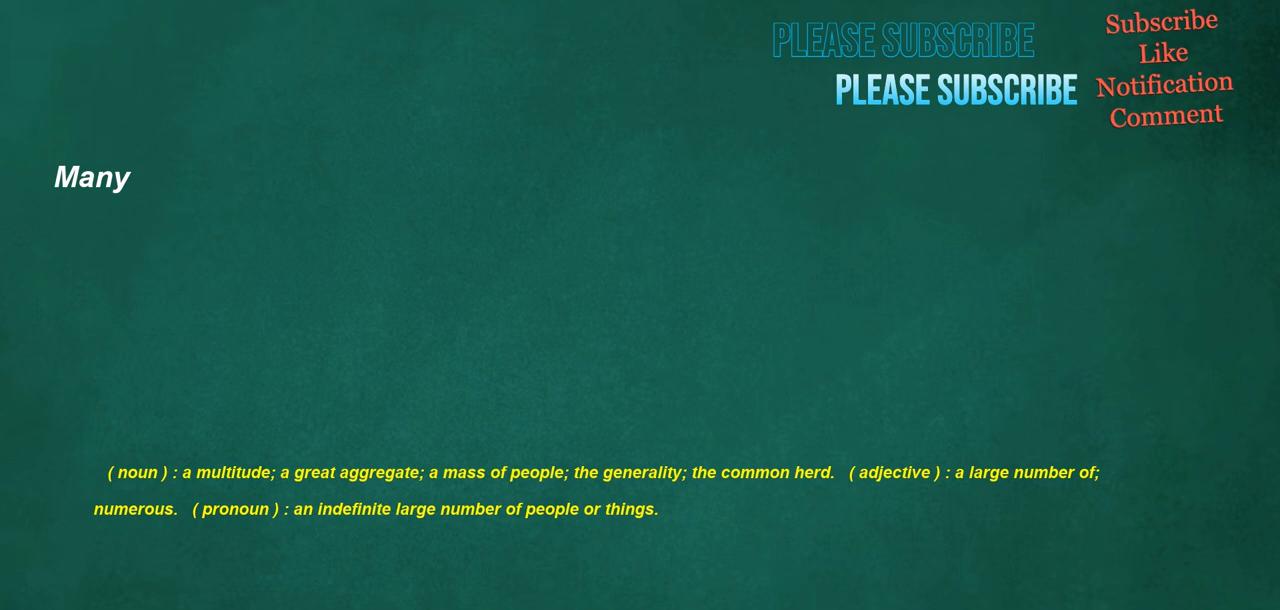 PLEASE SUBSCRIBE
PLEASE SUBSCRIBE
Subscribe
Like
Notification
Comment
Many
( noun ) : a multitude; a great aggregate; a mass of people; the generality; the common herd. ( adjective ) : a large number of;
numerous. ( pronoun ) : an indefinite large number of people or things.